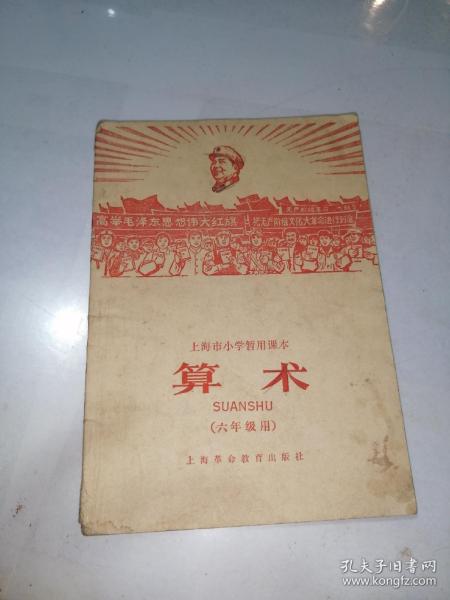 高举毛泽东思想伟大红旗 把无产阶级文化大革命进行到底
上海市小学暂用课本
算术
SUANSHU
(六年级用)
上海革命教育出版社
孔夫子旧书网
www.kongfz.com